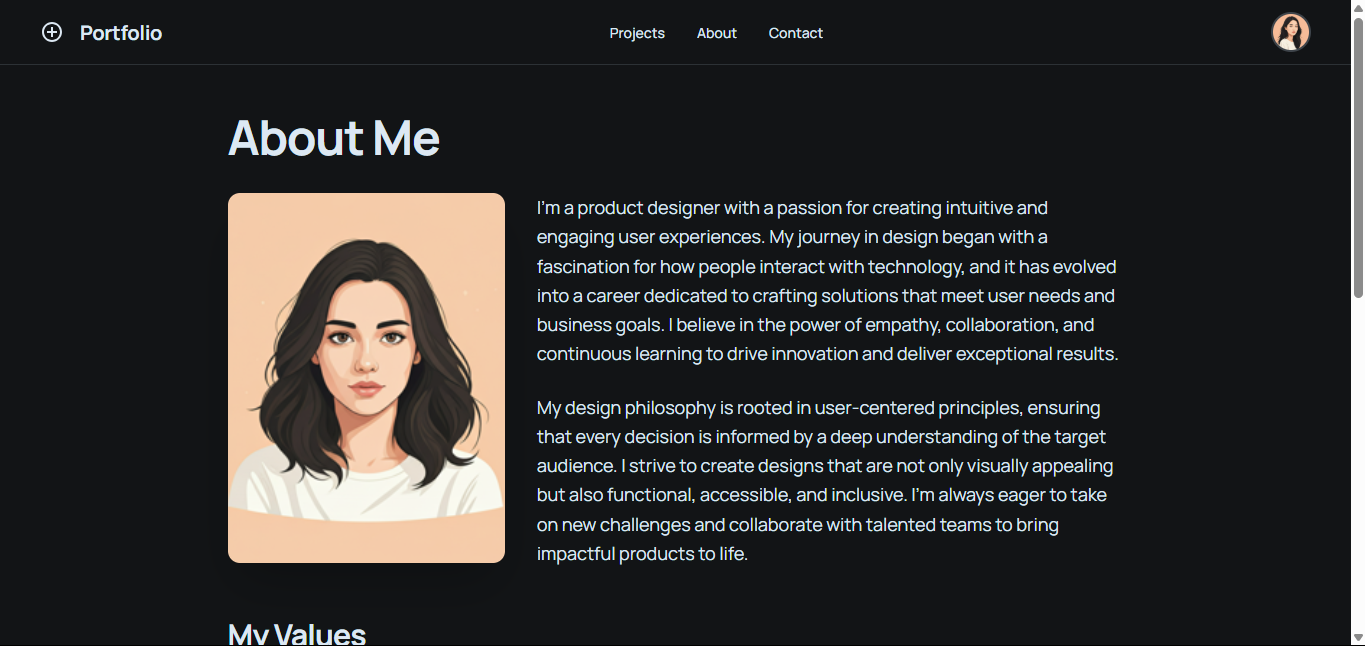 Portfolio
Projects
About
Contact
About Me
I'm a product designer with a passion for creating intuitive and
engaging user experiences. My journey in design began with a
fascination for how people interact with technology, and it has evolved
into a career dedicated to crafting solutions that meet user needs and
business goals. I believe in the power of empathy, collaboration, and
continuous learning to drive innovation and deliver exceptional results.
My design philosophy is rooted in user-centered principles, ensuring
that every decision is informed by a deep understanding of the target
audience. I strive to create designs that are not only visually appealing
but also functional, accessible, and inclusive. I'm always eager to take
on new challenges and collaborate with talented teams to bring
impactful products to life.
My Values